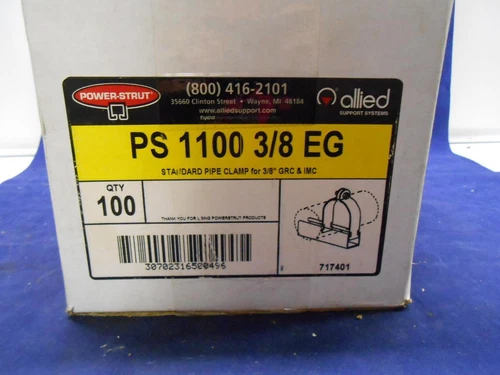 POWER-STRUT
(800) 416-2101
35660 Clinton Street • Wayne, MI 48184
www.alliedsupport.com
allied
SUPPORT SYSTEMS
PS 1100 3/8 EG
STANDARD PIPE CLAMP for 3/8" GRC & IMC
QTY
100
THANK YOU FOR USING POWERSTRUT PRODUCTS
30702316500496
717401